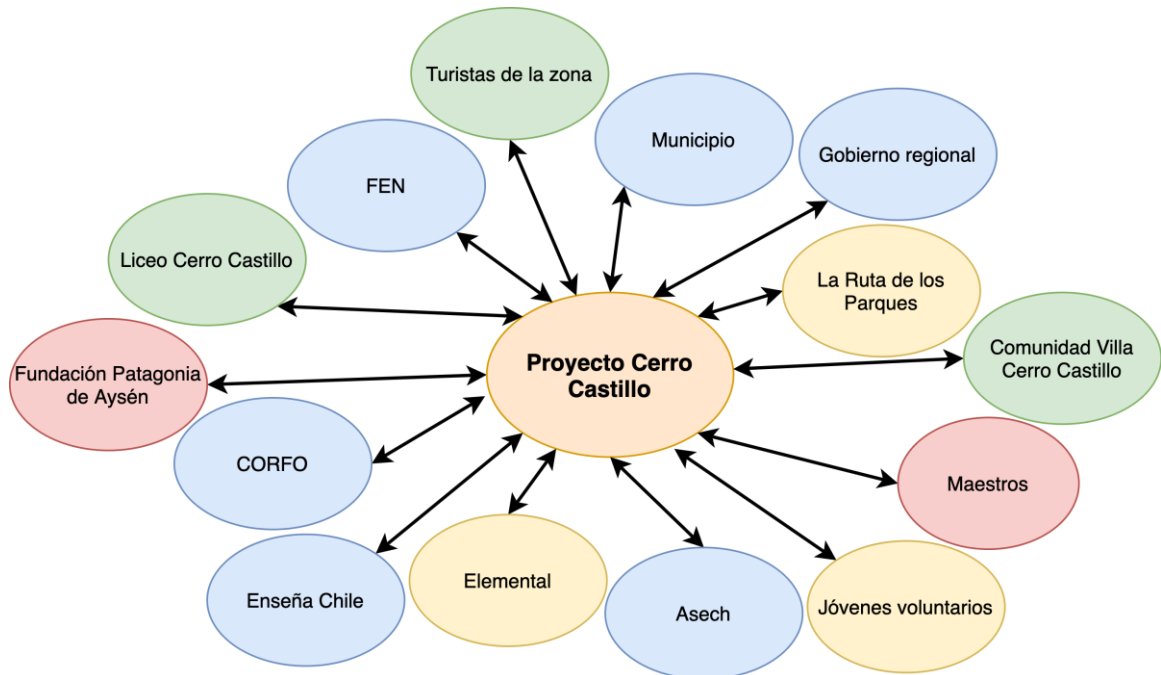 Turistas de la zona
Municipio
Gobierno regional
FEN
Liceo Cerro Castillo
La Ruta de los
Parques
Comunidad Villa
Cerro Castillo
Proyecto Cerro
Castillo
Fundación Patagonia
de Aysén
CORFO
Maestros
Enseña Chile
Elemental
Asech
Jóvenes voluntarios